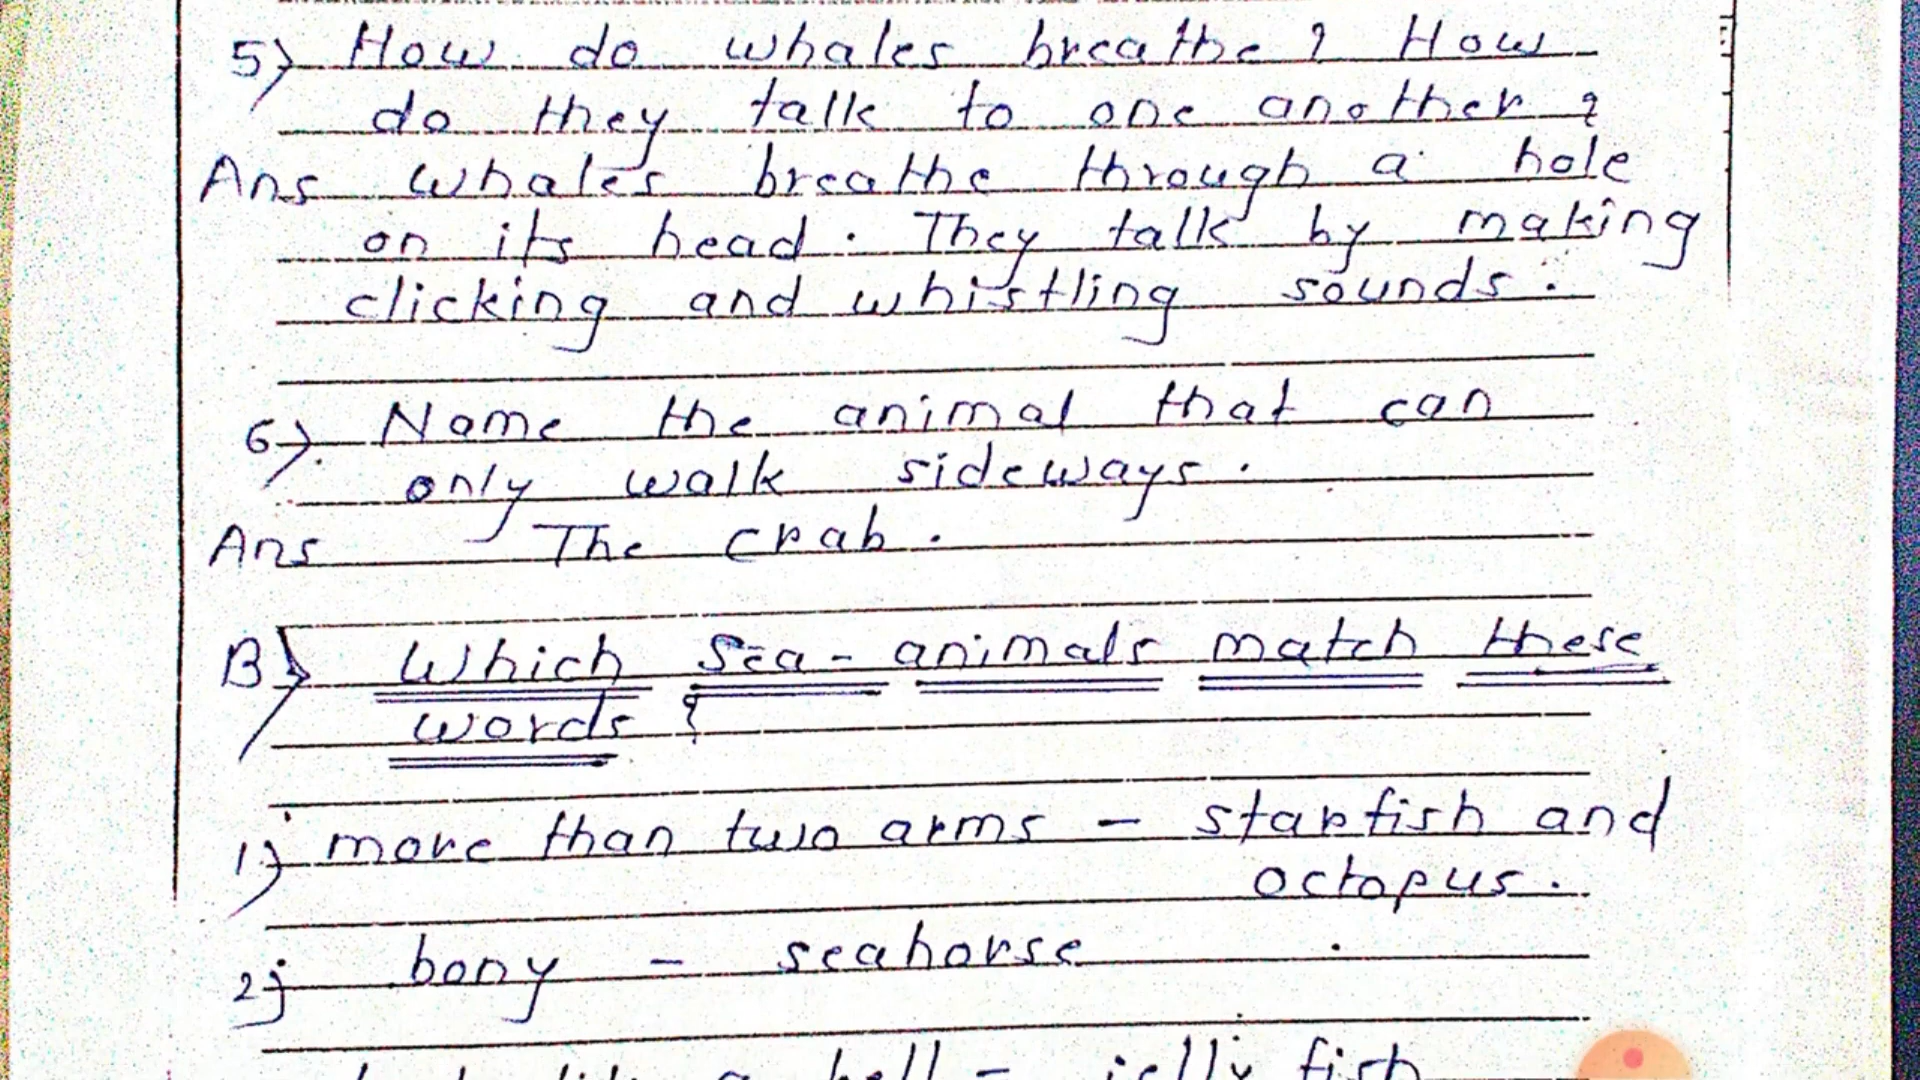 5) How do whales breathe ? How
do they talk to one another ?
Ans Whales breathe through a hole
on its head. They talk by making
clicking and whistling sounds.
6) Name the animal that can
only walk sideways.
Ans The crab.
B) Which Sea-animals match these
words ?
1) more than two arms - starfish and
octopus.
2) bony - seahorse
a bell - jelly fish